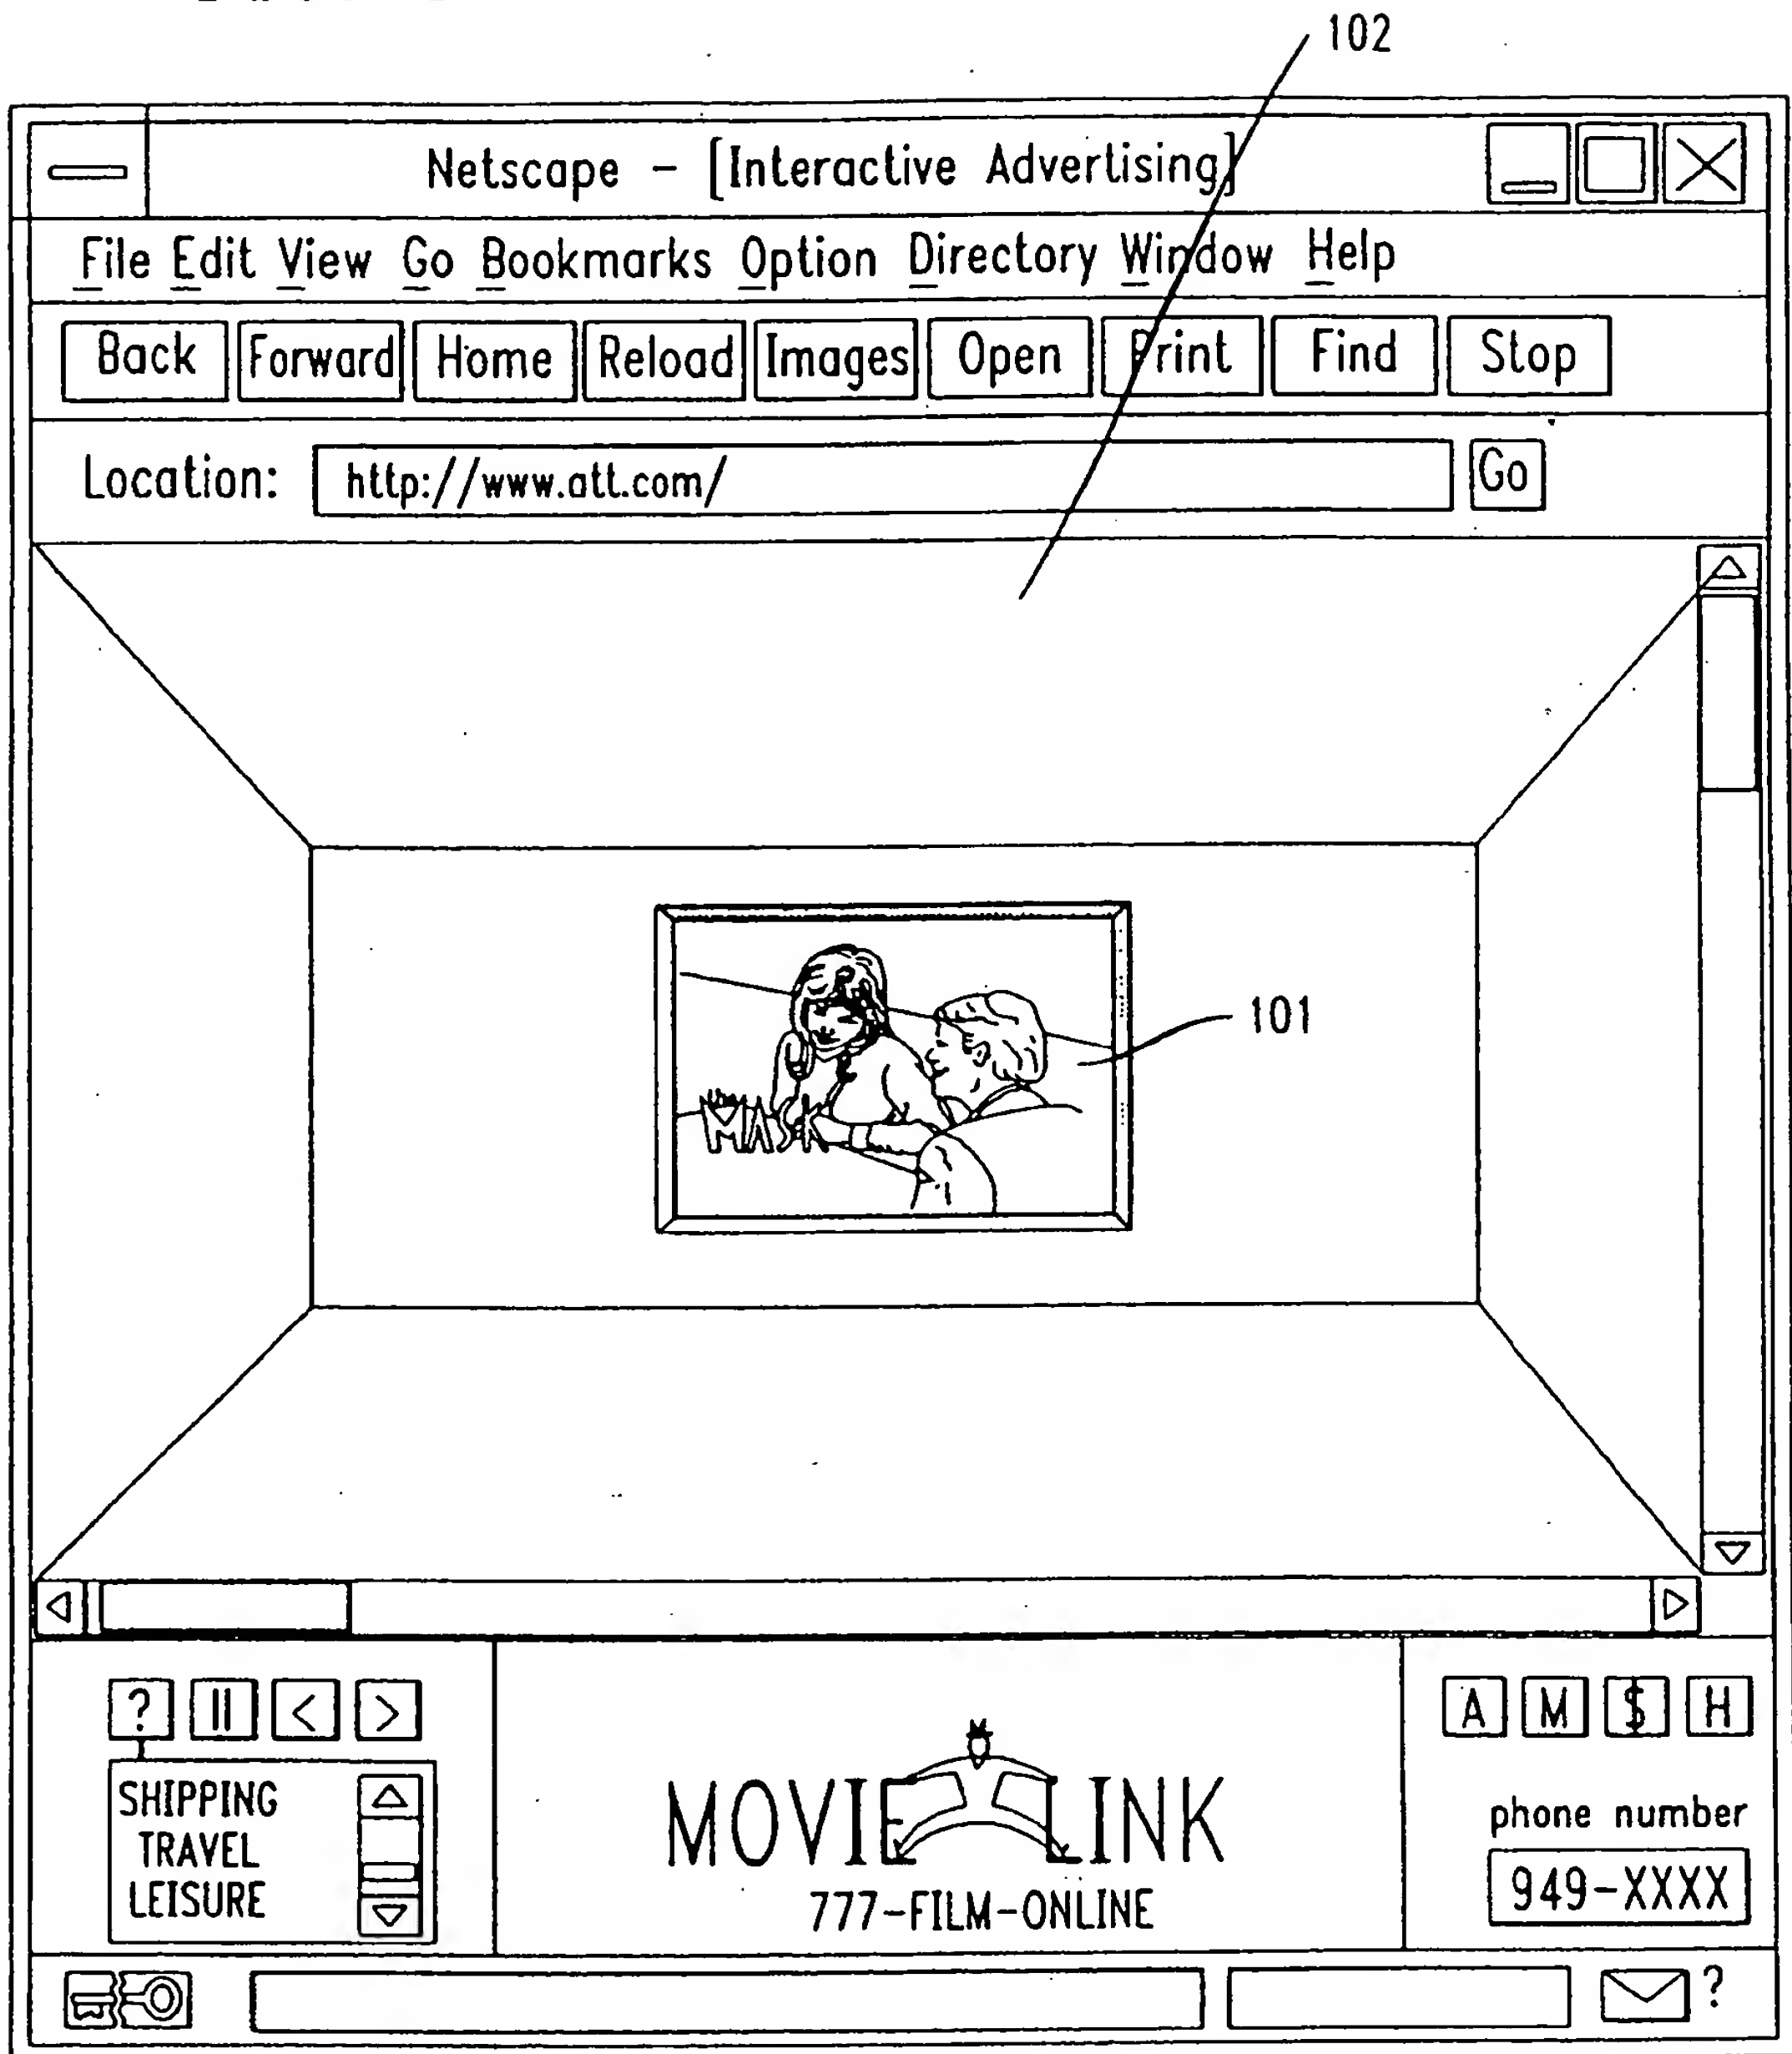 102
Netscape - [Interactive Advertising]
File Edit View Go Bookmarks Option Directory Window Help
Back Forward Home Reload Images Open Print Find Stop
Location: http://www.att.com/ Go
101
MASK
? II < > A M $ H
SHIPPING
TRAVEL
LEISURE
MOVIE LINK
777-FILM-ONLINE
phone number
949-XXXX
?